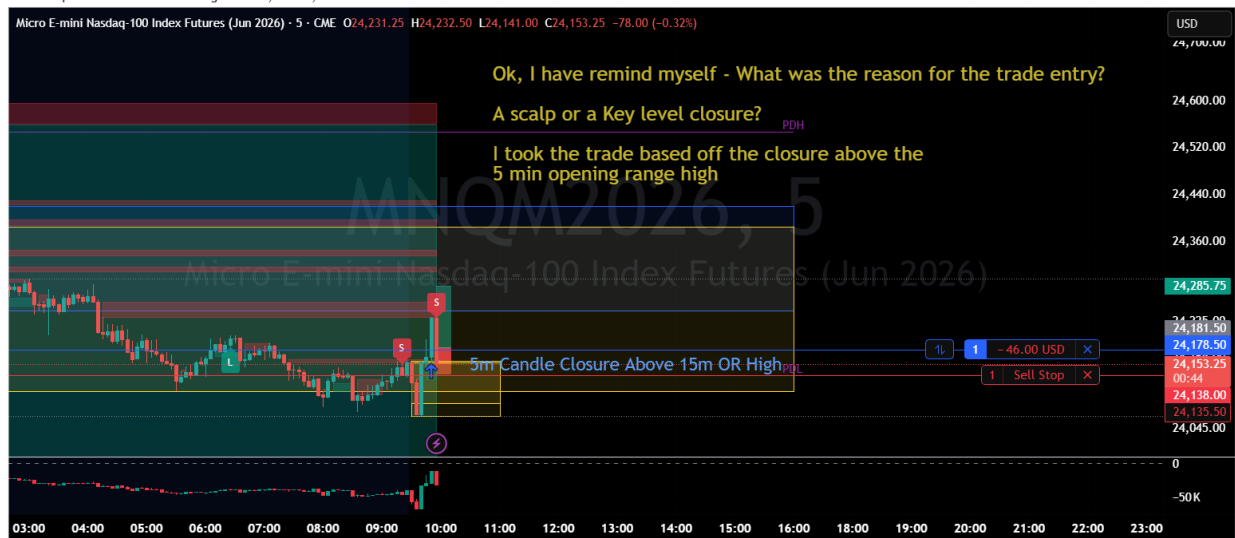 Micro E-mini Nasdaq-100 Index Futures (Jun 2026) · 5 · CME O24,231.25 H24,232.50 L24,141.00 C24,153.25 −78.00 (−0.32%)
USD
24,700.00
Ok, I have remind myself - What was the reason for the trade entry?
24,600.00
A scalp or a Key level closure?
PDH
24,520.00
I took the trade based off the closure above the
5 min opening range high
24,440.00
MNQM2026, 5
24,360.00
Micro E-mini Nasdaq-100 Index Futures (Jun 2026)
24,285.75
S
24,225.00
24,181.50
S
24,178.50
1 −46.00 USD
L
5m Candle Closure Above 15m OR High
PDL
24,153.25
00:44
1 Sell Stop
24,138.00
24,135.50
24,045.00
0
−50K
03:00 04:00 05:00 06:00 07:00 08:00 09:00 10:00 11:00 12:00 13:00 14:00 15:00 16:00 17:00 18:00 19:00 20:00 21:00 22:00 23:00